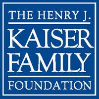 THE HENRY J.
KAISER
FAMILY
FOUNDATION